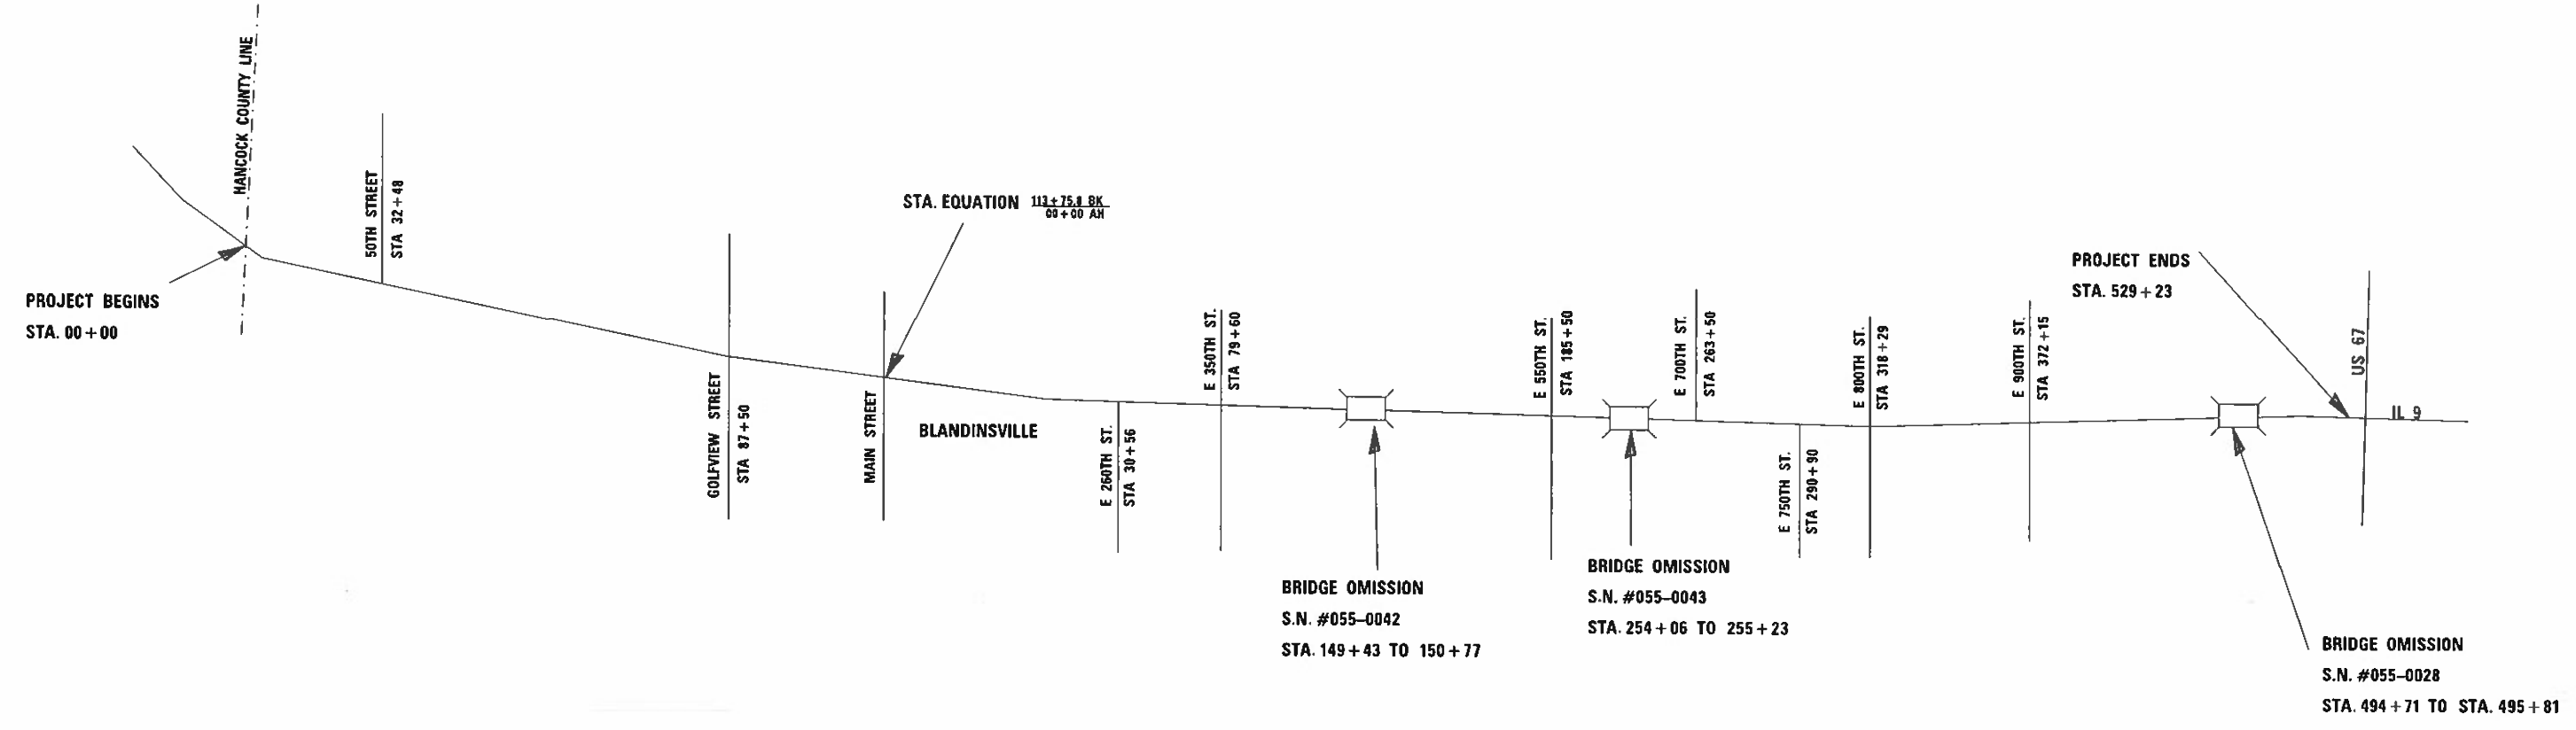 HANCOCK COUNTY LINE
PROJECT BEGINS
STA. 00+00
50TH STREET
STA 32+48
GOLFVIEW STREET
STA 87+50
MAIN STREET
STA. EQUATION 113+75.8 BK
00+00 AH
BLANDINSVILLE
E 260TH ST.
STA 30+56
E 350TH ST.
STA 79+60
BRIDGE OMISSION
S.N. #055-0042
STA. 149+43 TO 150+77
E 550TH ST.
STA 185+50
BRIDGE OMISSION
S.N. #055-0043
STA. 254+06 TO 255+23
E 700TH ST.
STA 263+50
E 750TH ST.
STA 290+90
E 800TH ST.
STA 318+29
E 900TH ST.
STA 372+15
PROJECT ENDS
STA. 529+23
BRIDGE OMISSION
S.N. #055-0028
STA. 494+71 TO STA. 495+81
US 67
IL 9